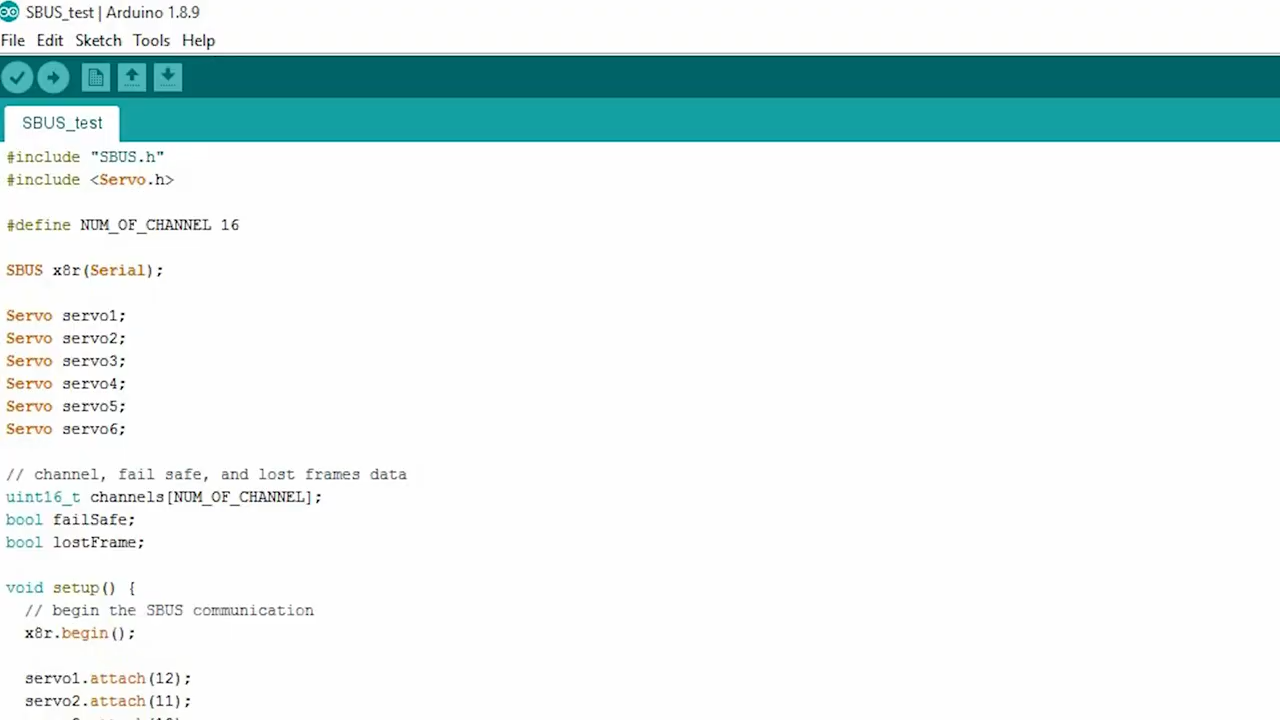 SBUS_test | Arduino 1.8.9
File Edit Sketch Tools Help
SBUS_test
#include "SBUS.h"
#include <Servo.h>
#define NUM_OF_CHANNEL 16
SBUS x8r(Serial);
Servo servo1;
Servo servo2;
Servo servo3;
Servo servo4;
Servo servo5;
Servo servo6;
// channel, fail safe, and lost frames data
uint16_t channels[NUM_OF_CHANNEL];
bool failSafe;
bool lostFrame;
void setup() {
// begin the SBUS communication
x8r.begin();
servo1.attach(12);
servo2.attach(11);